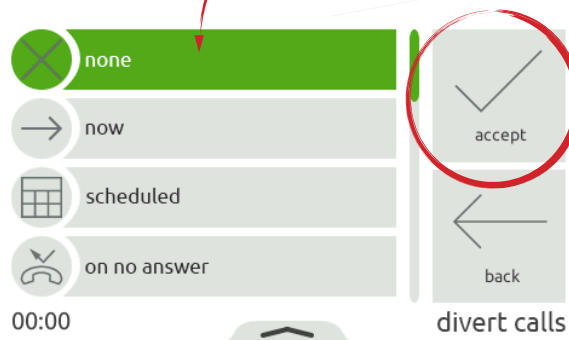 none
now
accept
scheduled
on no answer
back
00:00
divert calls